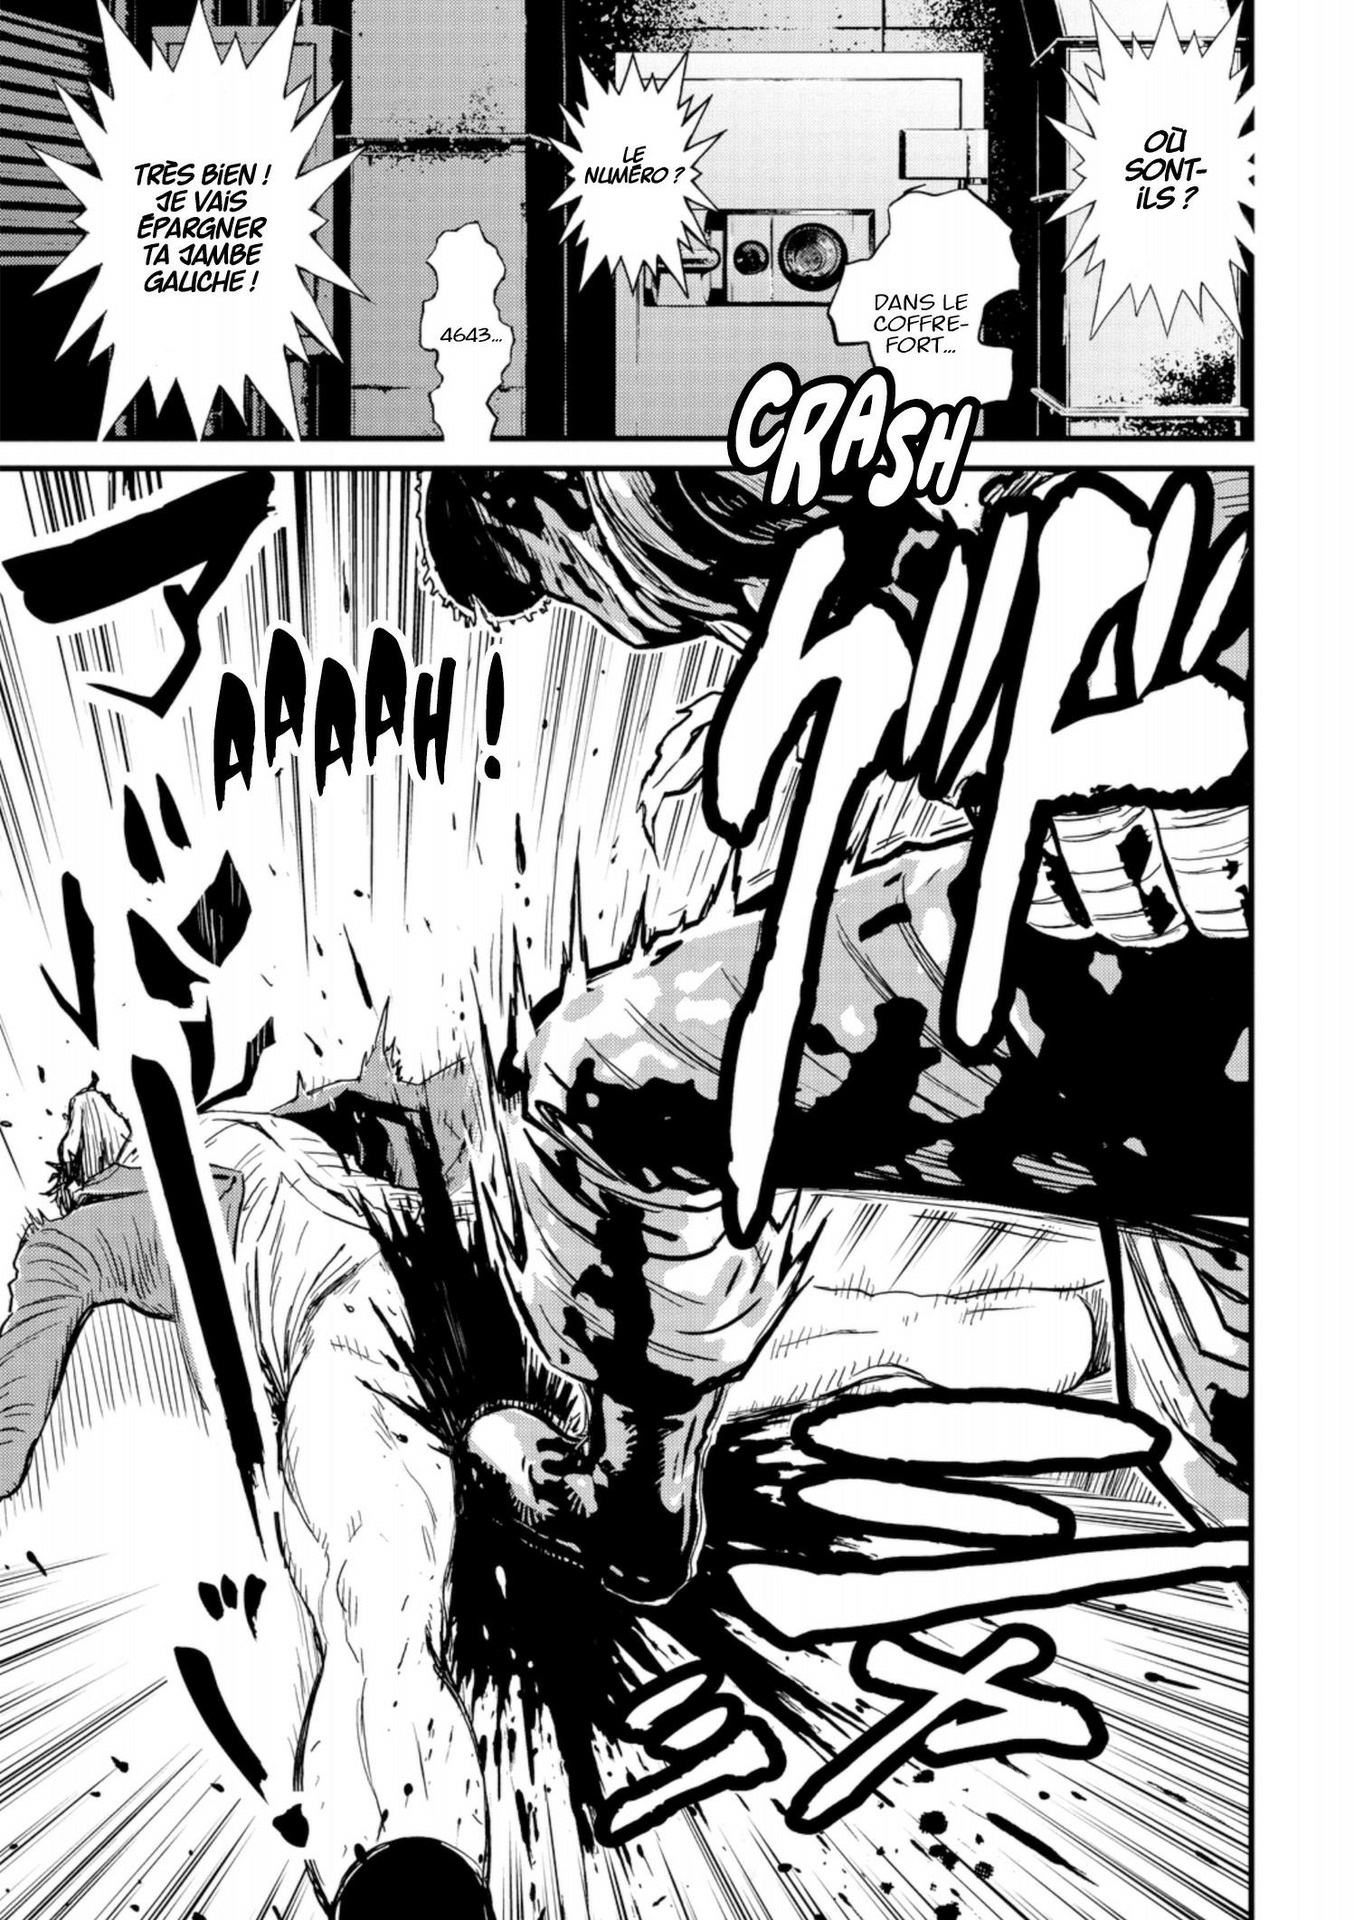 OÙ
SONT-
ILS ?
DANS LE
COFFRE-
FORT...
LE
NUMÉRO ?
4643...
TRÈS BIEN !
JE VAIS
ÉPARGNER
TA JAMBE
GAUCHE !
CRASH
AAAAAH !